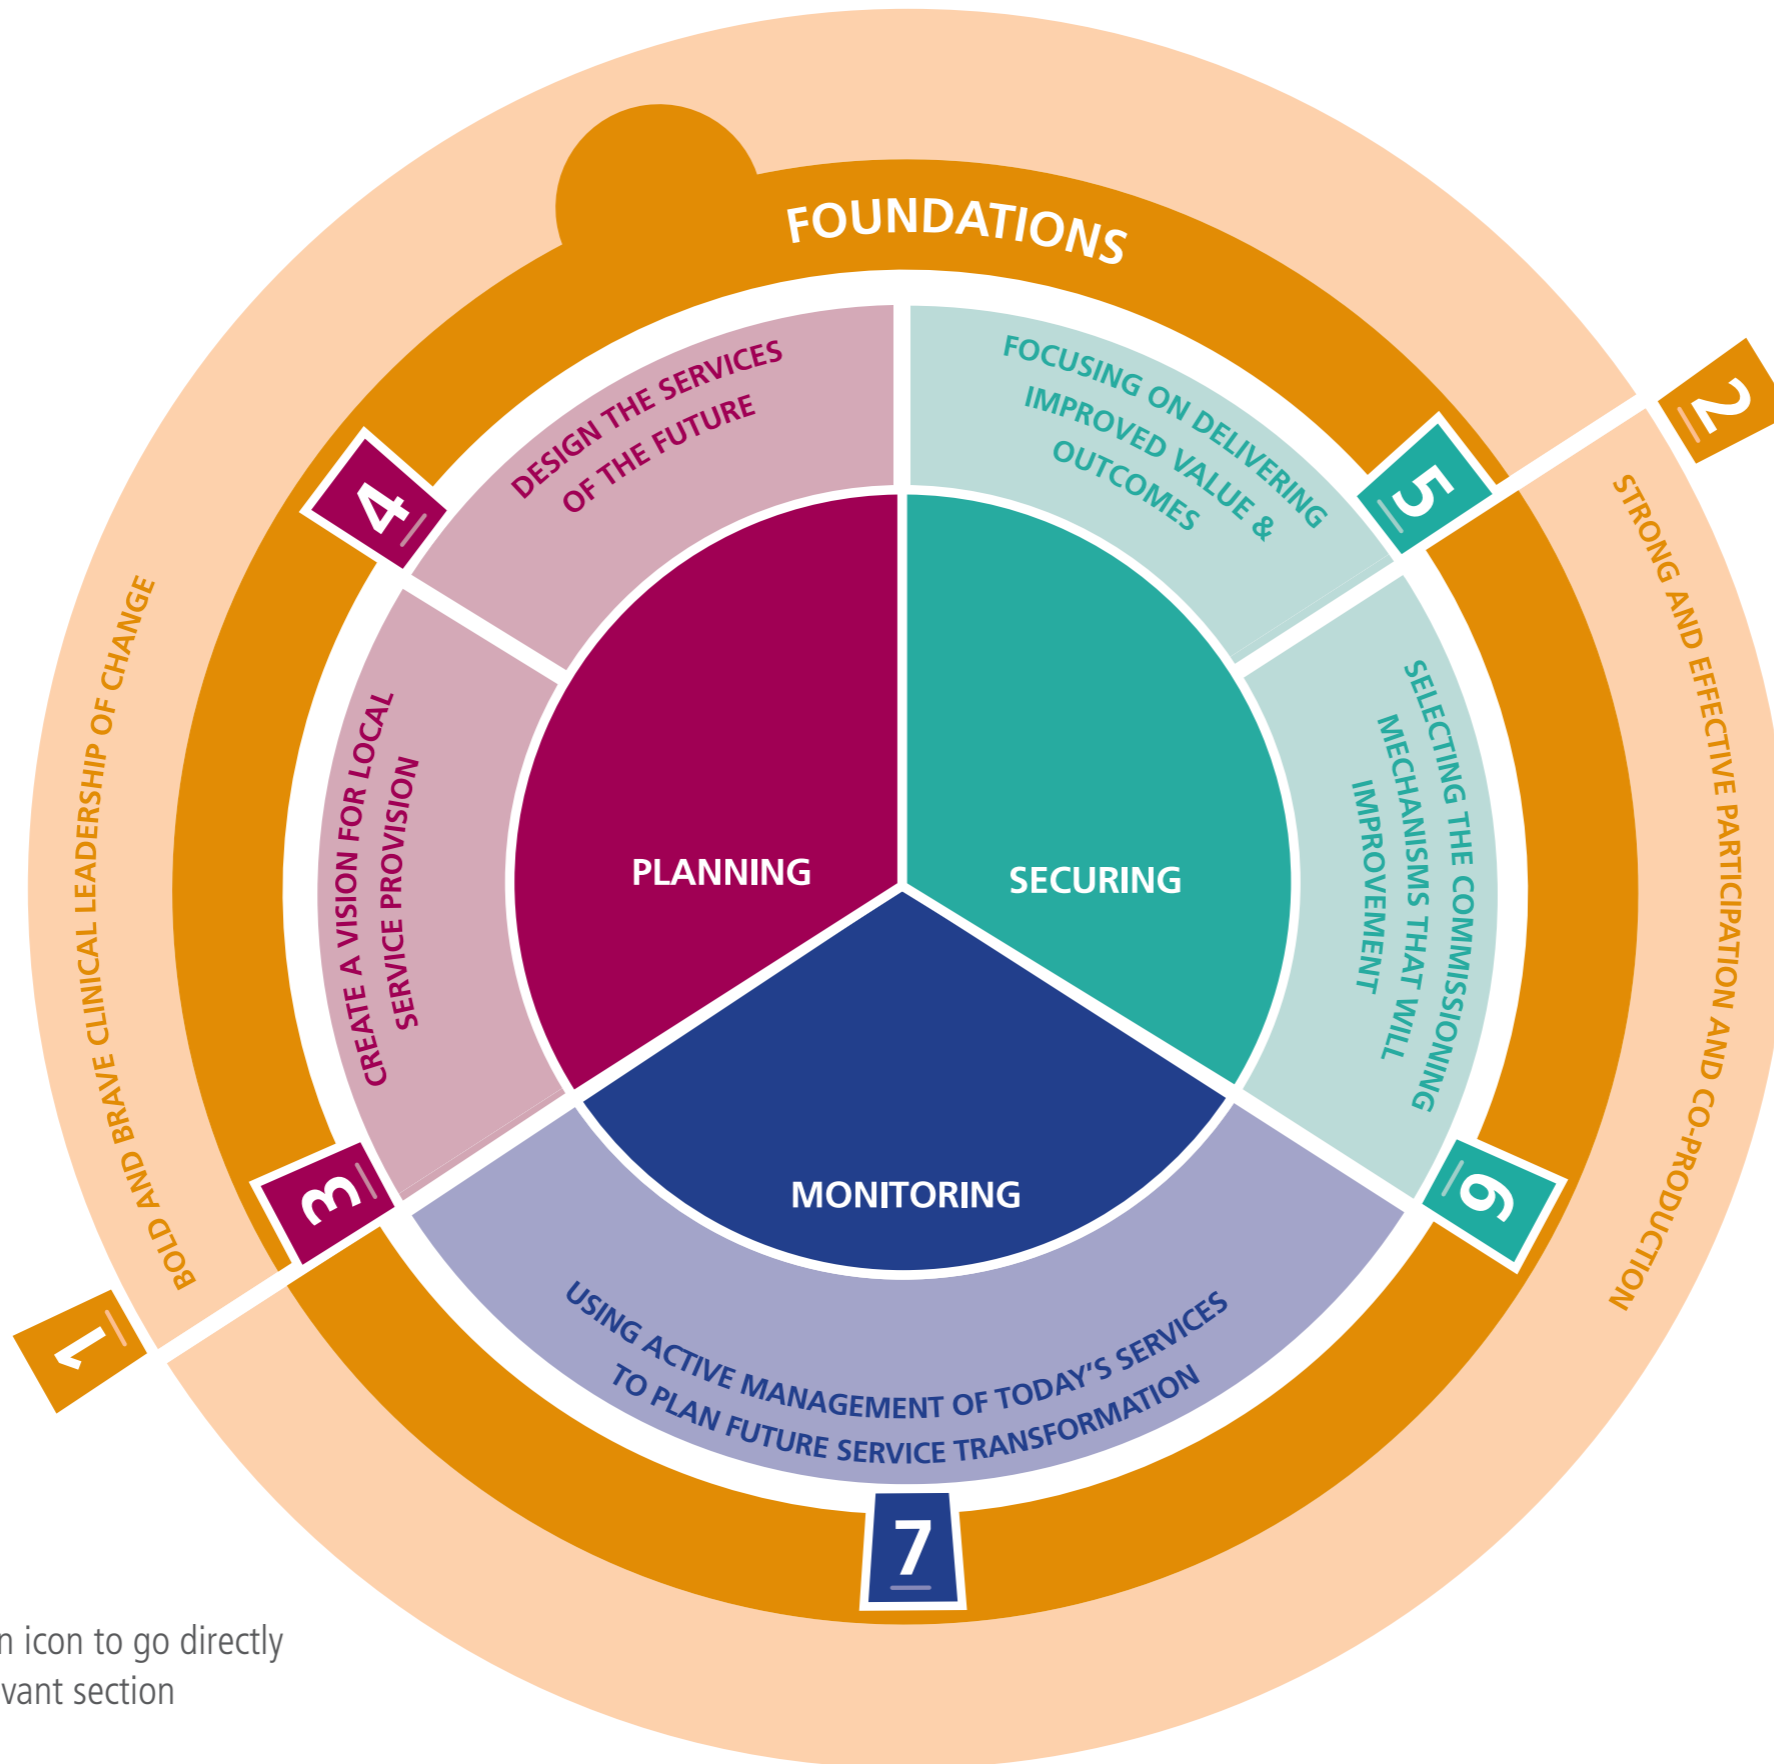 FOUNDATIONS
1
BOLD AND BRAVE CLINICAL LEADERSHIP OF CHANGE
2
STRONG AND EFFECTIVE PARTICIPATION AND CO-PRODUCTION
PLANNING
3
CREATE A VISION FOR LOCAL
SERVICE PROVISION
4
DESIGN THE SERVICES
OF THE FUTURE
SECURING
5
FOCUSING ON DELIVERING
IMPROVED VALUE &
OUTCOMES
6
SELECTING THE COMMISSIONING
MECHANISMS THAT WILL
IMPROVEMENT
MONITORING
USING ACTIVE MANAGEMENT OF TODAY'S SERVICES
TO PLAN FUTURE SERVICE TRANSFORMATION
7
icon to go directly
section